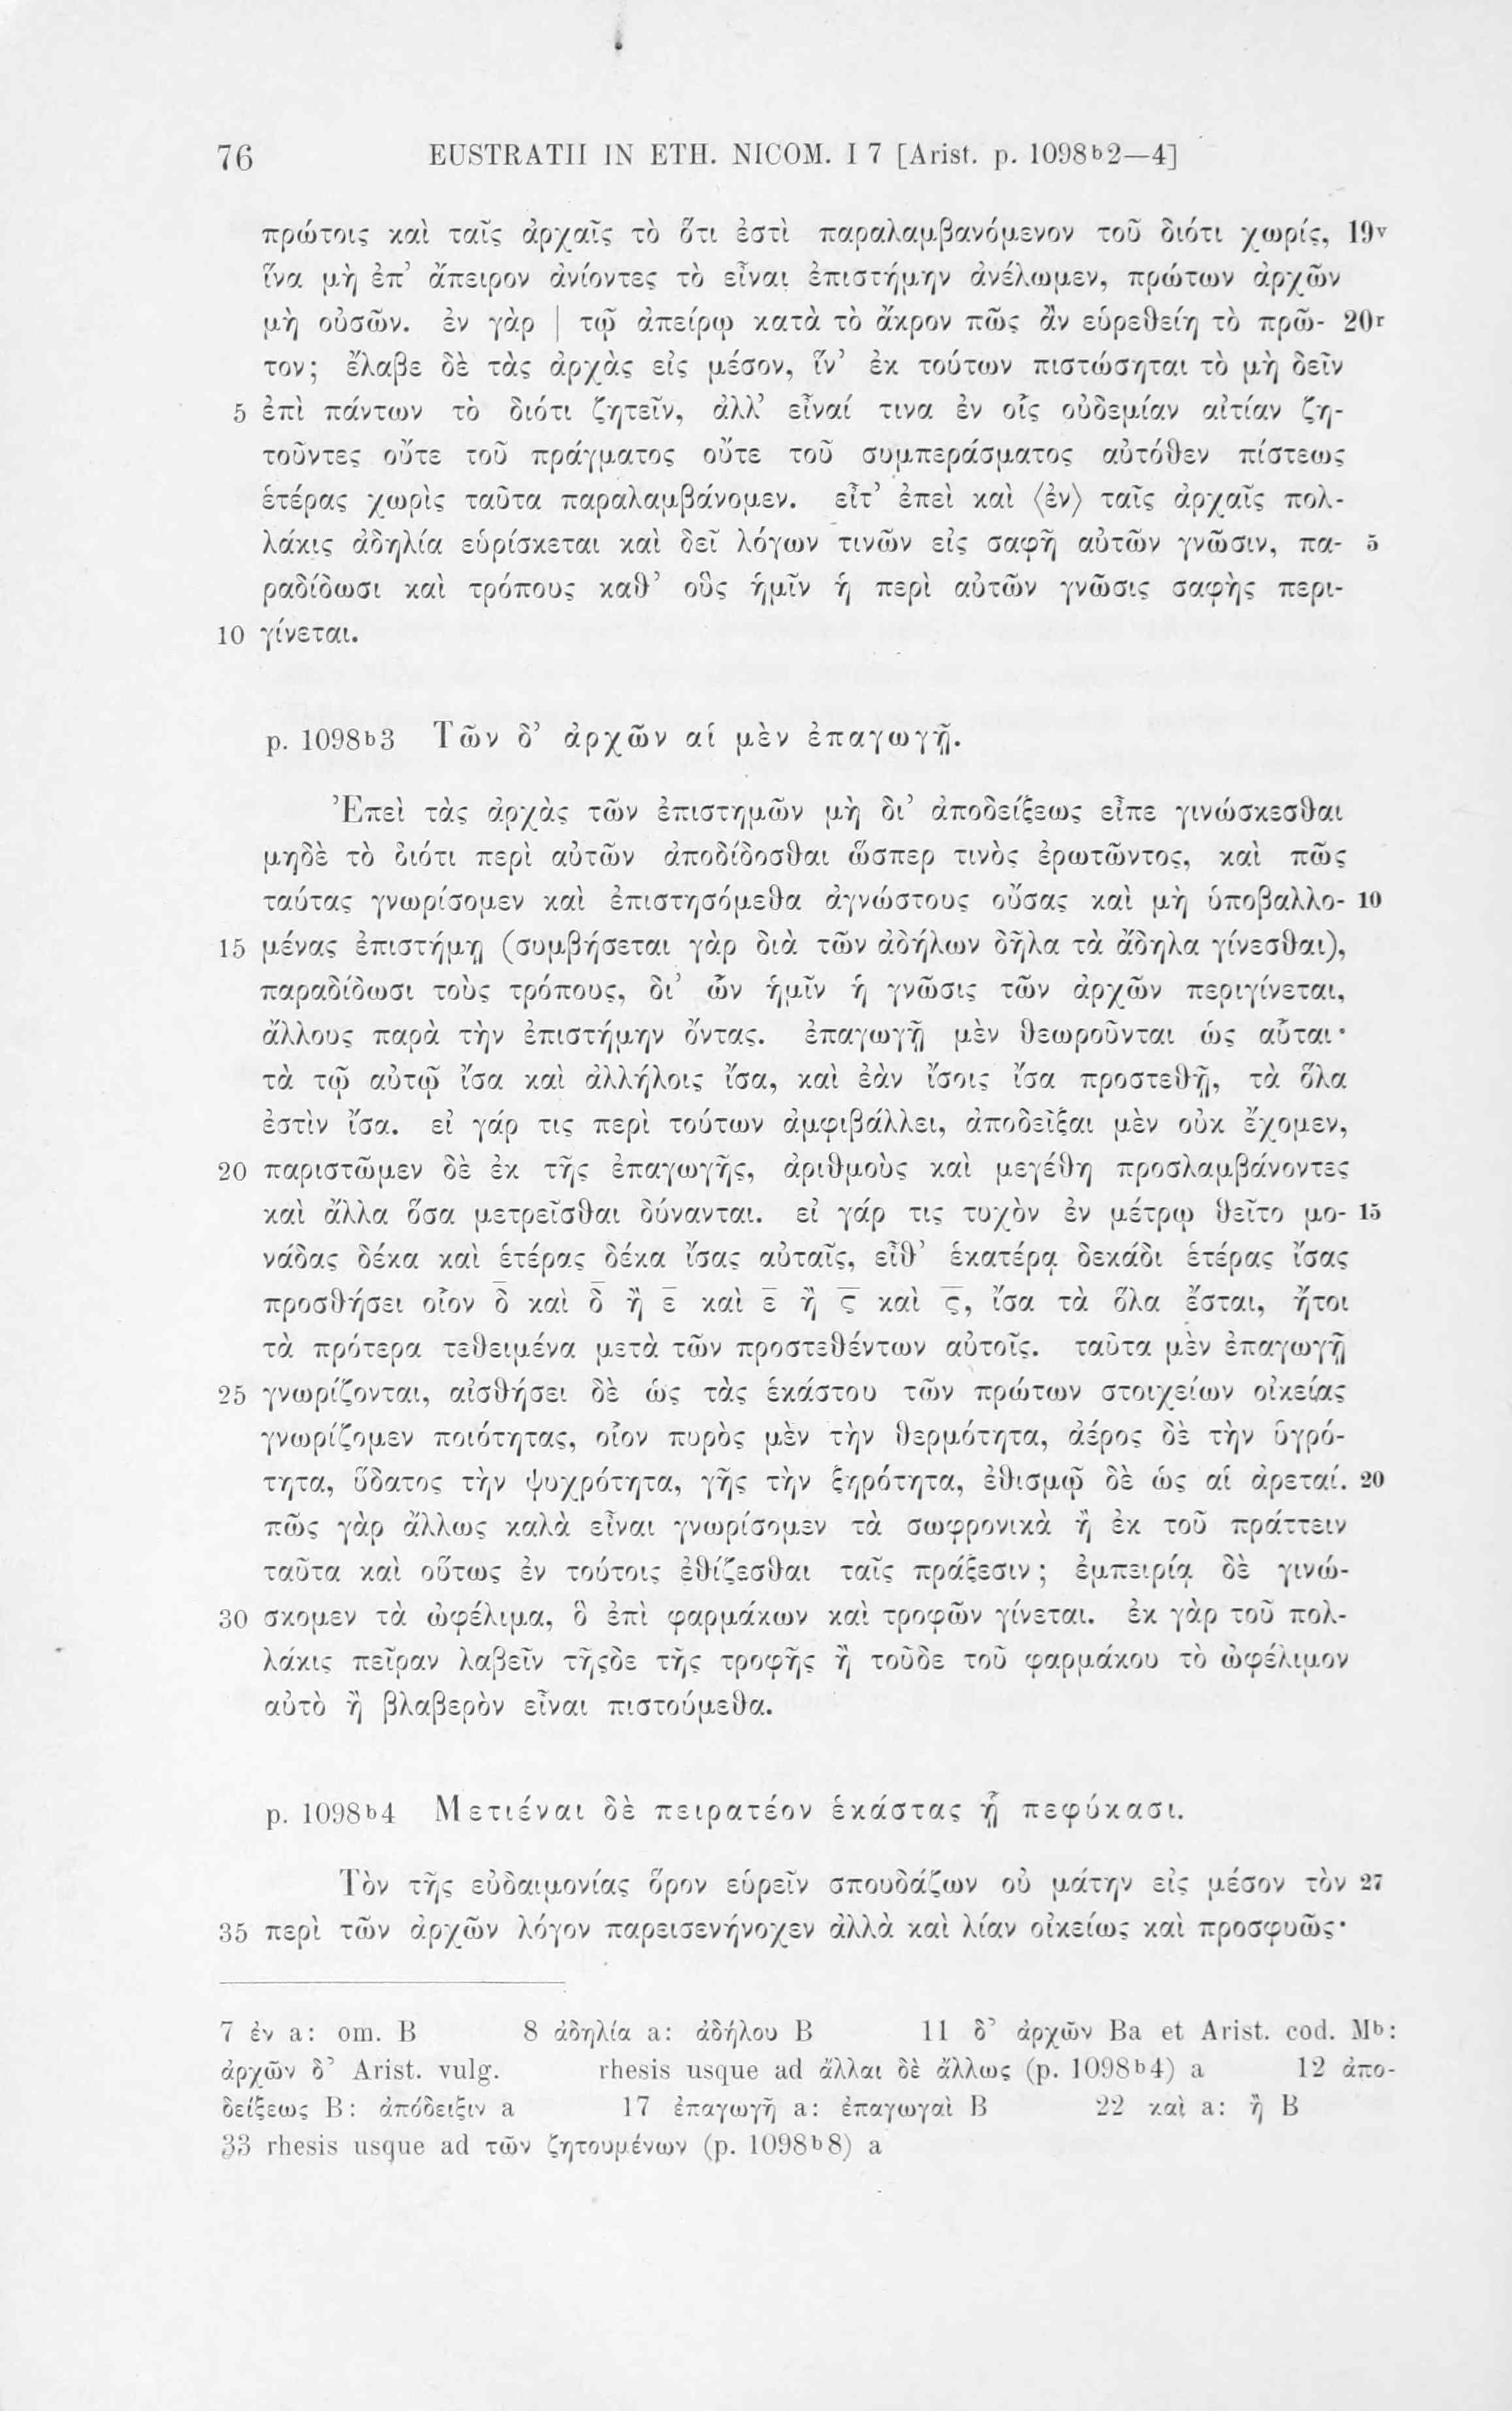 76 EUSTRATII IN ETH. NICOM. I 7 [Arist. p. 1098b2—4]
πρώτοις καὶ ταῖς ἀρχαῖς τὸ ὅτι ἐστὶ παραλαμβανόμενον τοῦ διότι χωρίς, 19v
ἵνα μὴ ἐπ’ ἄπειρον ἀνίοντες τὸ εἶναι ἐπιστήμην ἀνέλωμεν, πρώτων ἀρχῶν
μὴ οὐσῶν. ἐν γὰρ | τῷ ἀπείρῳ κατὰ τὸ ἄκρον πῶς ἂν εὑρεθείη τὸ πρῶ- 20r
τον; ἔλαβε δὲ τὰς ἀρχὰς εἰς μέσον, ἵν’ ἐκ τούτων πιστώσηται τὸ μὴ δεῖν
5 ἐπὶ πάντων τὸ διότι ζητεῖν, ἀλλ’ εἶναί τινα ἐν οἷς οὐδεμίαν αἰτίαν ζη-
τοῦντες οὔτε τοῦ πράγματος οὔτε τοῦ συμπεράσματος αὐτόθεν πίστεως
ἑτέρας χωρὶς ταῦτα παραλαμβάνομεν. εἶτ’ ἐπεὶ καὶ ⟨ἐν⟩ ταῖς ἀρχαῖς πολ-
λάκις ἀδηλία εὑρίσκεται καὶ δεῖ λόγων τινῶν εἰς σαφῆ αὐτῶν γνῶσιν, πα- 5
ραδίδωσι καὶ τρόπους καθ’ οὓς ἡμῖν ἡ περὶ αὐτῶν γνῶσις σαφὴς περι-
10 γίνεται.
p. 1098b3 Τῶν δ’ ἀρχῶν αἱ μὲν ἐπαγωγῇ.
Ἐπεὶ τὰς ἀρχὰς τῶν ἐπιστημῶν μὴ δι’ ἀποδείξεως εἶπε γινώσκεσθαι
μηδὲ τὸ διότι περὶ αὐτῶν ἀποδίδοσθαι ὥσπερ τινὸς ἐρωτῶντος, καὶ πῶς
ταύτας γνωρίσομεν καὶ ἐπιστησόμεθα ἀγνώστους οὔσας καὶ μὴ ὑποβαλλο- 10
15 μένας ἐπιστήμῃ (συμβήσεται γὰρ διὰ τῶν ἀδήλων δῆλα τὰ ἄδηλα γίνεσθαι),
παραδίδωσι τοὺς τρόπους, δι’ ὧν ἡμῖν ἡ γνῶσις τῶν ἀρχῶν περιγίνεται,
ἄλλους παρὰ τὴν ἐπιστήμην ὄντας. ἐπαγωγῇ μὲν θεωροῦνται ὡς αὗται·
τὰ τῷ αὐτῷ ἴσα καὶ ἀλλήλοις ἴσα, καὶ ἐὰν ἴσοις ἴσα προστεθῇ, τὰ ὅλα
ἐστὶν ἴσα. εἰ γάρ τις περὶ τούτων ἀμφιβάλλει, ἀποδεῖξαι μὲν οὐκ ἔχομεν,
20 παριστῶμεν δὲ ἐκ τῆς ἐπαγωγῆς, ἀριθμοὺς καὶ μεγέθη προσλαμβάνοντες
καὶ ἄλλα ὅσα μετρεῖσθαι δύνανται. εἰ γάρ τις τυχὸν ἐν μέτρῳ θεῖτο μο- 15
νάδας δέκα καὶ ἑτέρας δέκα ἴσας αὐταῖς, εἶθ’ ἑκατέρᾳ δεκάδι ἑτέρας ἴσας
προσθήσει οἷον δ̅ καὶ δ̅ ἢ ε̅ καὶ ε̅ ἢ ϛ̅ καὶ ϛ̅, ἴσα τὰ ὅλα ἔσται, ἤτοι
τὰ πρότερα τεθειμένα μετὰ τῶν προστεθέντων αὐτοῖς. ταῦτα μὲν ἐπαγωγῇ
25 γνωρίζονται, αἰσθήσει δὲ ὡς τὰς ἑκάστου τῶν πρώτων στοιχείων οἰκείας
γνωρίζομεν ποιότητας, οἷον πυρὸς μὲν τὴν θερμότητα, ἀέρος δὲ τὴν ὑγρό-
τητα, ὕδατος τὴν ψυχρότητα, γῆς τὴν ξηρότητα, ἐθισμῷ δὲ ὡς αἱ ἀρεταί. 20
πῶς γὰρ ἄλλως καλὰ εἶναι γνωρίσομεν τὰ σωφρονικὰ ἢ ἐκ τοῦ πράττειν
ταῦτα καὶ οὕτως ἐν τούτοις ἐθίζεσθαι ταῖς πράξεσιν; ἐμπειρίᾳ δὲ γινώ-
30 σκομεν τὰ ὠφέλιμα, ὃ ἐπὶ φαρμάκων καὶ τροφῶν γίνεται. ἐκ γὰρ τοῦ πολ-
λάκις πεῖραν λαβεῖν τῆςδε τῆς τροφῆς ἢ τοῦδε τοῦ φαρμάκου τὸ ὠφέλιμον
αὐτὸ ἢ βλαβερὸν εἶναι πιστούμεθα.
p. 1098b4 Μετιέναι δὲ πειρατέον ἑκάστας ᾗ πεφύκασι.
Τὸν τῆς εὐδαιμονίας ὅρον εὑρεῖν σπουδάζων οὐ μάτην εἰς μέσον τὸν 27
35 περὶ τῶν ἀρχῶν λόγον παρεισενήνοχεν ἀλλὰ καὶ λίαν οἰκείως καὶ προσφυῶς·
7 ἐν a: om. B 8 ἀδηλία a: ἀδήλου B 11 δ’ ἀρχῶν Ba et Arist. cod. Mb:
ἀρχῶν δ’ Arist. vulg. rhesis usque ad ἄλλαι δὲ ἄλλως (p. 1098b4) a 12 ἀπο-
δείξεως B: ἀπόδειξιν a 17 ἐπαγωγῇ a: ἐπαγωγαὶ B 22 καὶ a: ἢ B
33 rhesis usque ad τῶν ζητουμένων (p. 1098b8) a